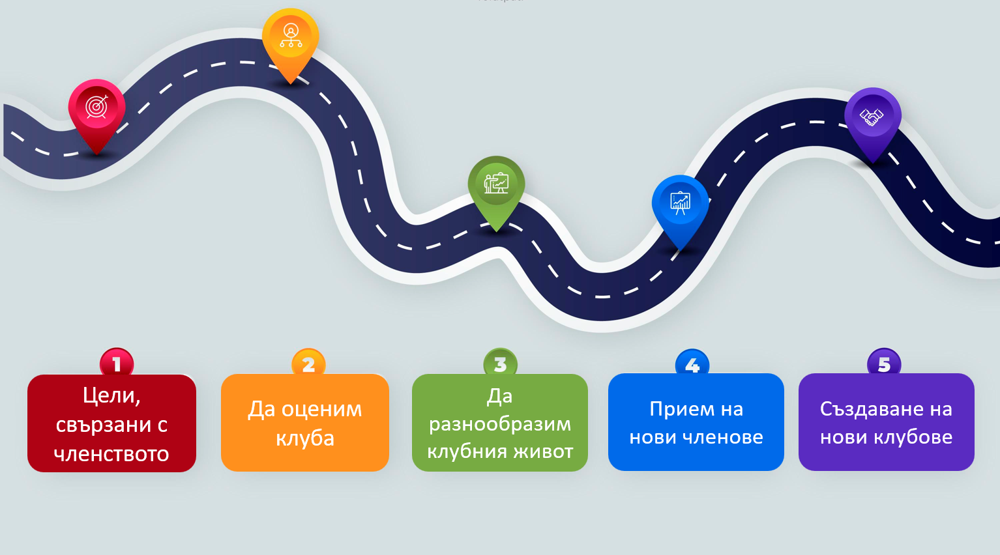 1
Цели,
свързани с
членството
2
Да оценим
клуба
3
Да
разнообразим
клубния живот
4
Прием на
нови членове
5
Създаване на
нови клубове